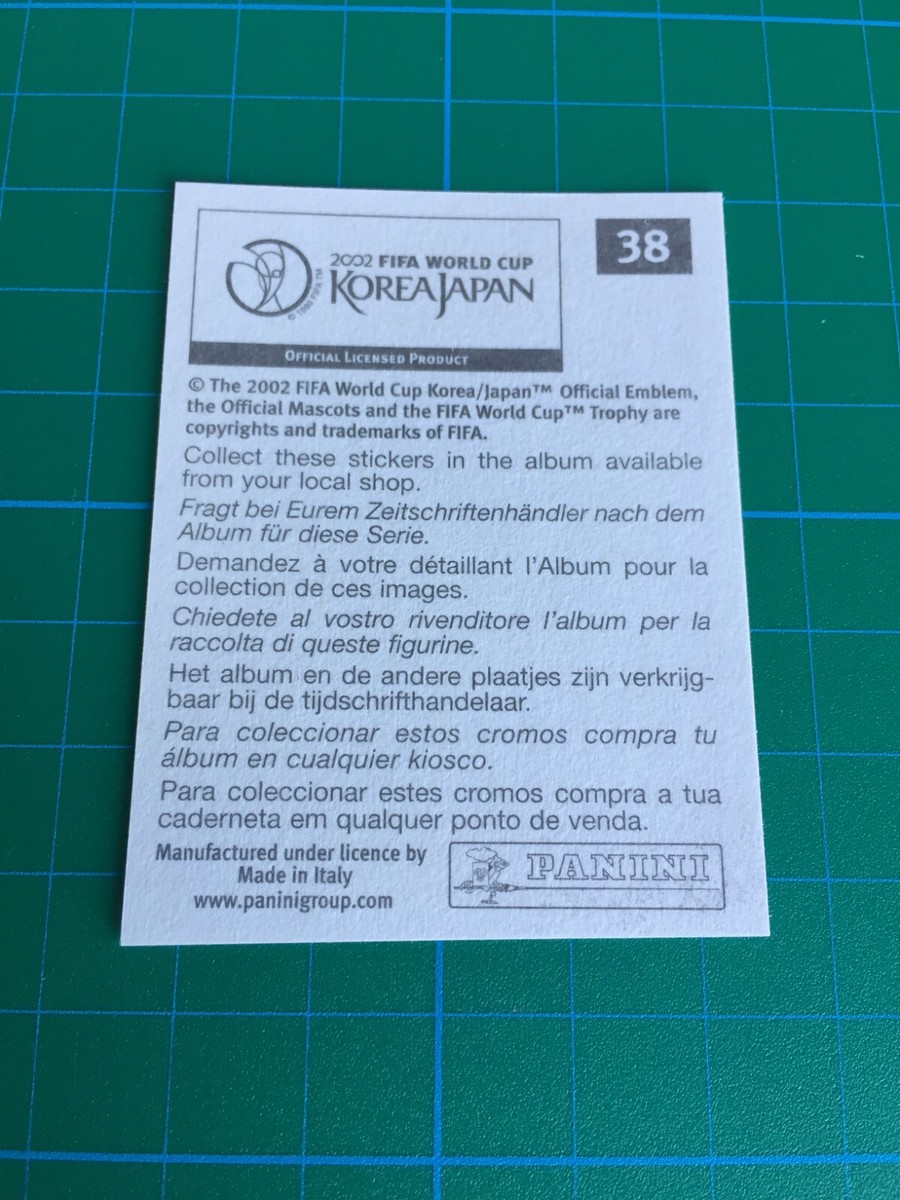 2002 FIFA WORLD CUP
KOREAJAPAN
© 1999 FIFA™
OFFICIAL LICENSED PRODUCT
38
© The 2002 FIFA World Cup Korea/Japan™ Official Emblem,
the Official Mascots and the FIFA World Cup™ Trophy are
copyrights and trademarks of FIFA.
Collect these stickers in the album available
from your local shop.
Fragt bei Eurem Zeitschriftenhändler nach dem
Album für diese Serie.
Demandez à votre détaillant l'Album pour la
collection de ces images.
Chiedete al vostro rivenditore l'album per la
raccolta di queste figurine.
Het album en de andere plaatjes zijn verkrijg-
baar bij de tijdschrifthandelaar.
Para coleccionar estos cromos compra tu
álbum en cualquier kiosco.
Para coleccionar estes cromos compra a tua
caderneta em qualquer ponto de venda.
Manufactured under licence by
Made in Italy
www.paninigroup.com
PANINI